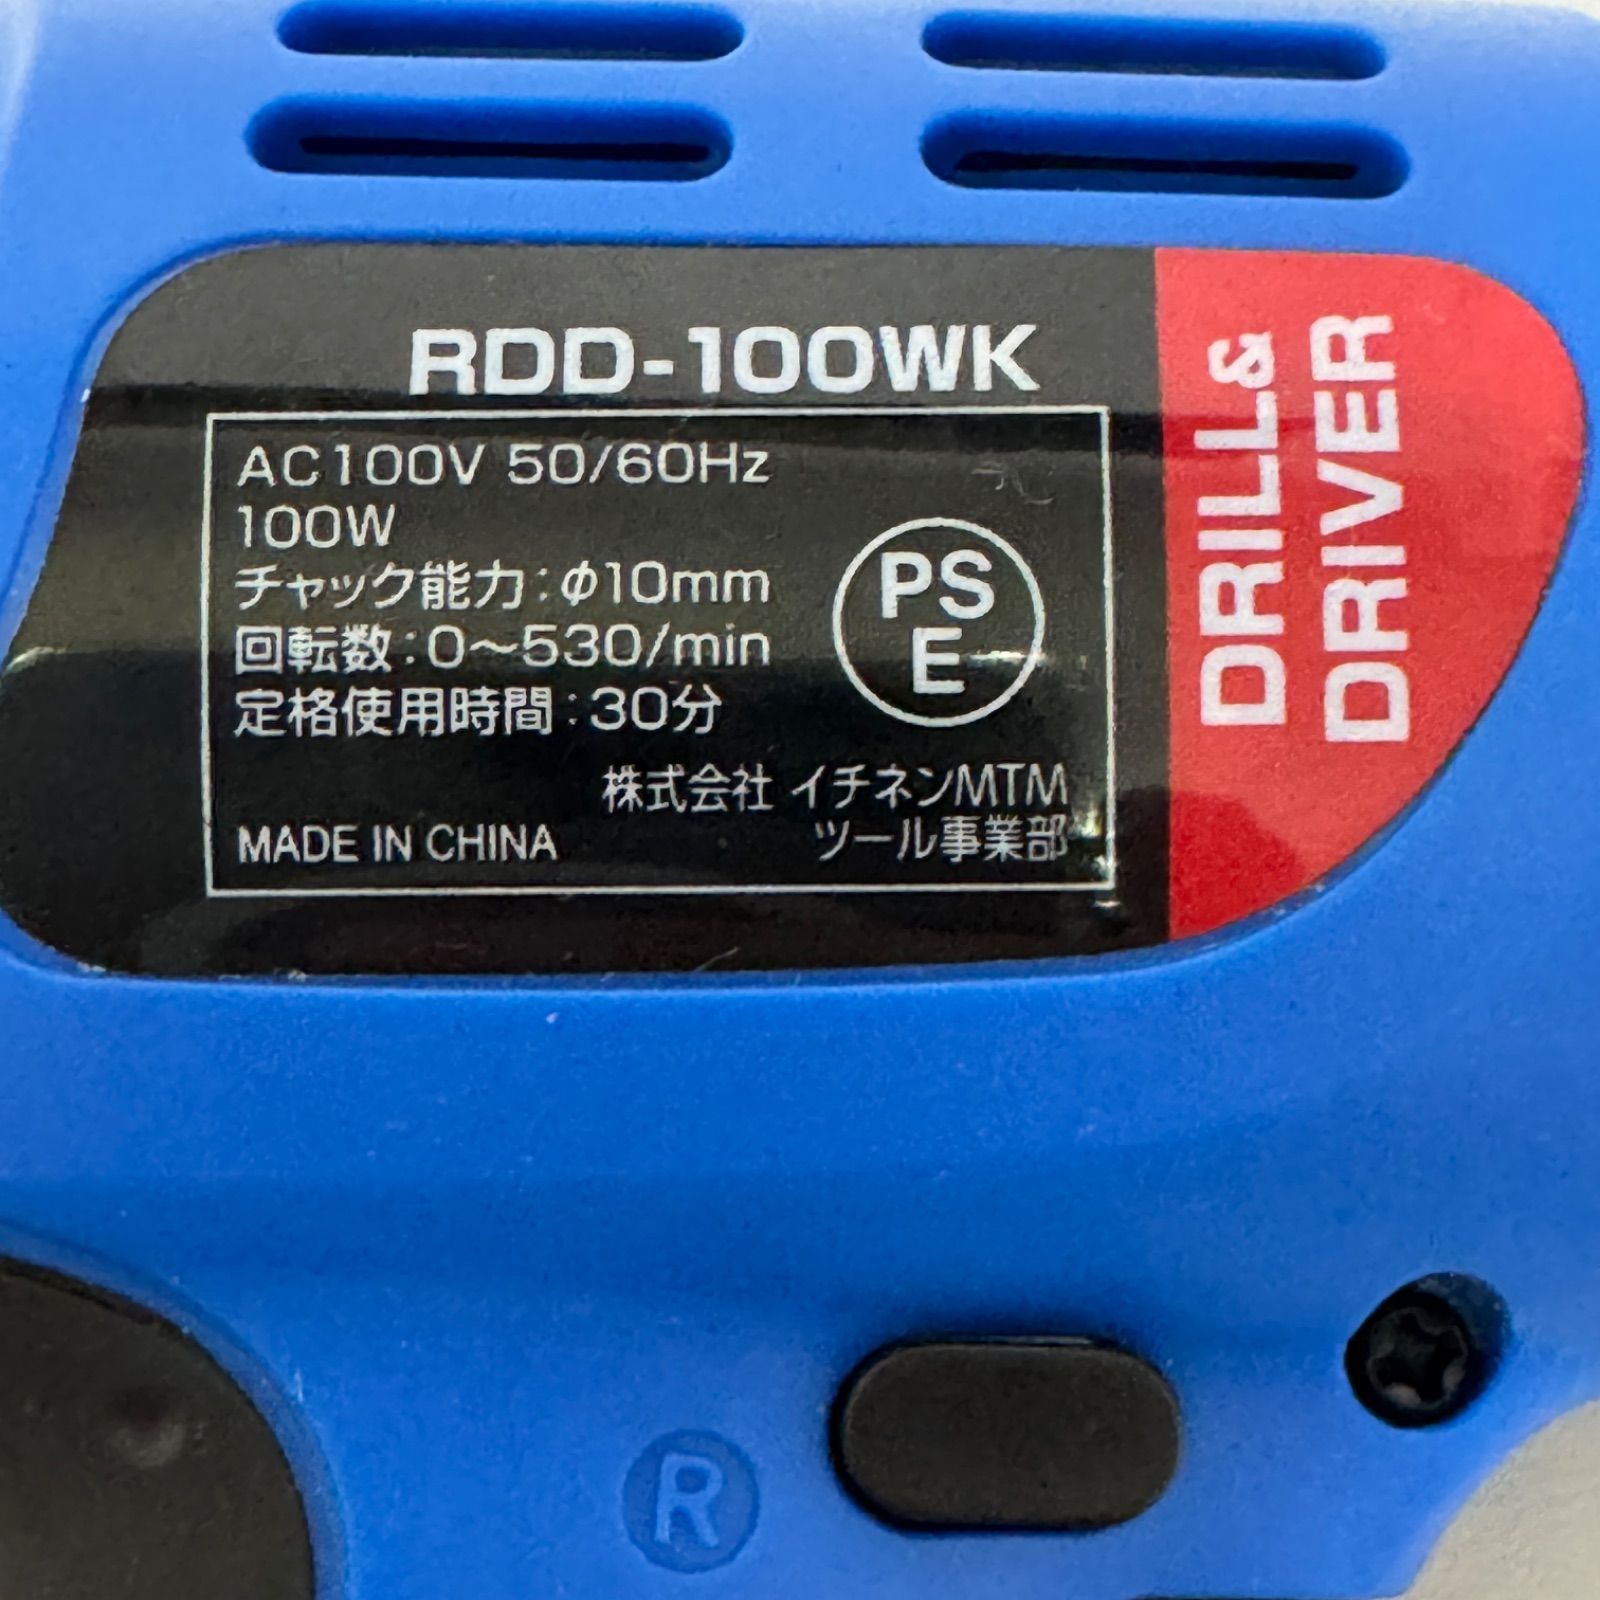 RDD-100WK
AC100V 50/60Hz
100W
チャック能力:φ10mm
回転数:0～530/min
定格使用時間:30分
PS
E
株式会社 イチネンMTM
ツール事業部
MADE IN CHINA
DRILL&
DRIVER
R